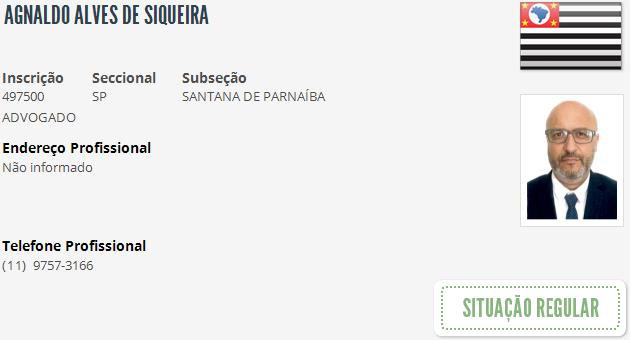 AGNALDO ALVES DE SIQUEIRA
Inscrição Seccional Subseção
497500 SP SANTANA DE PARNAÍBA
ADVOGADO
Endereço Profissional
Não informado
Telefone Profissional
(11) 9757-3166
SITUAÇÃO REGULAR